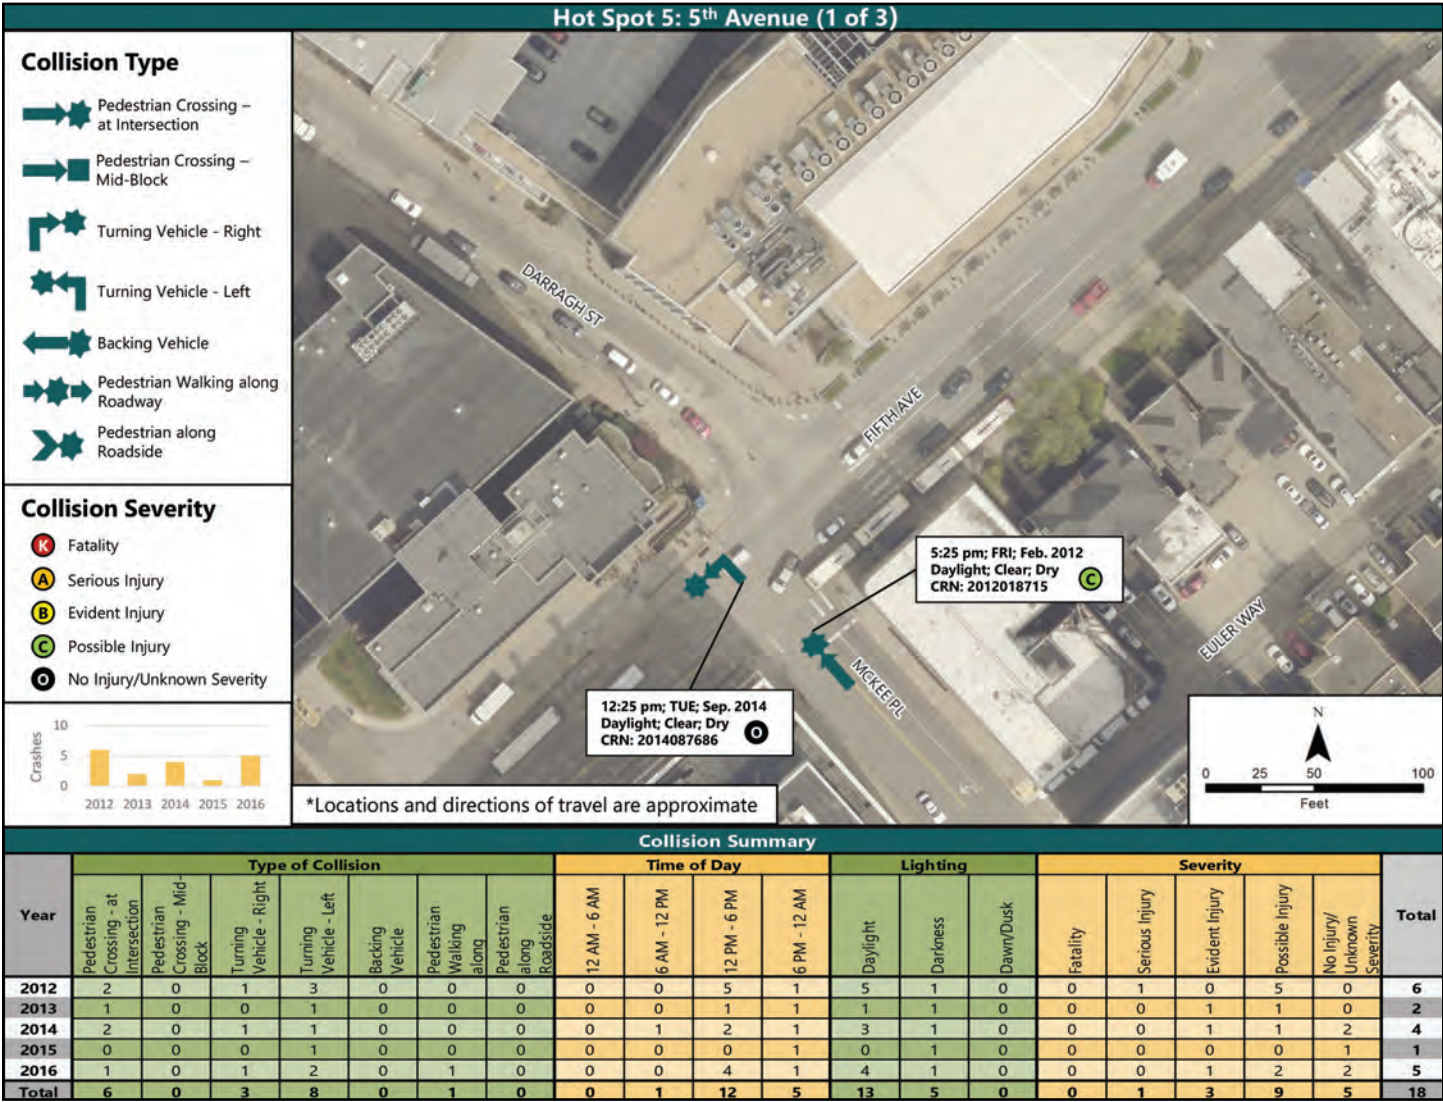 Hot Spot 5: 5th Avenue (1 of 3)
Collision Type
Pedestrian Crossing –
at Intersection
Pedestrian Crossing –
Mid-Block
Turning Vehicle - Right
Turning Vehicle - Left
Backing Vehicle
Pedestrian Walking along
Roadway
Pedestrian along
Roadside
Collision Severity
K Fatality
A Serious Injury
B Evident Injury
C Possible Injury
O No Injury/Unknown Severity
Crashes
10
5
0
2012 2013 2014 2015 2016
DARRAGH ST
FIFTH AVE
MCKEE PL
EULER WAY
5:25 pm; FRI; Feb. 2012
Daylight; Clear; Dry
CRN: 2012018715
C
12:25 pm; TUE; Sep. 2014
Daylight; Clear; Dry
CRN: 2014087686
O
*Locations and directions of travel are approximate
N
0 25 50 100
Feet
Collision Summary
Year
Type of Collision
Time of Day
Lighting
Severity
Total
Pedestrian
Crossing - at
Intersection
Pedestrian
Crossing - Mid-
Block
Turning
Vehicle - Right
Turning
Vehicle - Left
Backing
Vehicle
Pedestrian
Walking
along
Pedestrian
along
Roadside
12 AM - 6 AM
6 AM - 12 PM
12 PM - 6 PM
6 PM - 12 AM
Daylight
Darkness
Dawn/Dusk
Fatality
Serious Injury
Evident Injury
Possible Injury
No Injury/
Unknown
Severity
2012 2 0 1 3 0 0 0 0 0 5 1 5 1 0 0 1 0 5 0 6
2013 1 0 0 1 0 0 0 0 0 1 1 1 1 0 0 0 1 1 0 2
2014 2 0 1 1 0 0 0 0 1 2 1 3 1 0 0 0 1 1 2 4
2015 0 0 0 1 0 0 0 0 0 0 1 0 1 0 0 0 0 0 1 1
2016 1 0 1 2 0 1 0 0 0 4 1 4 1 0 0 0 1 2 2 5
Total 6 0 3 8 0 1 0 0 1 12 5 13 5 0 0 1 3 9 5 18